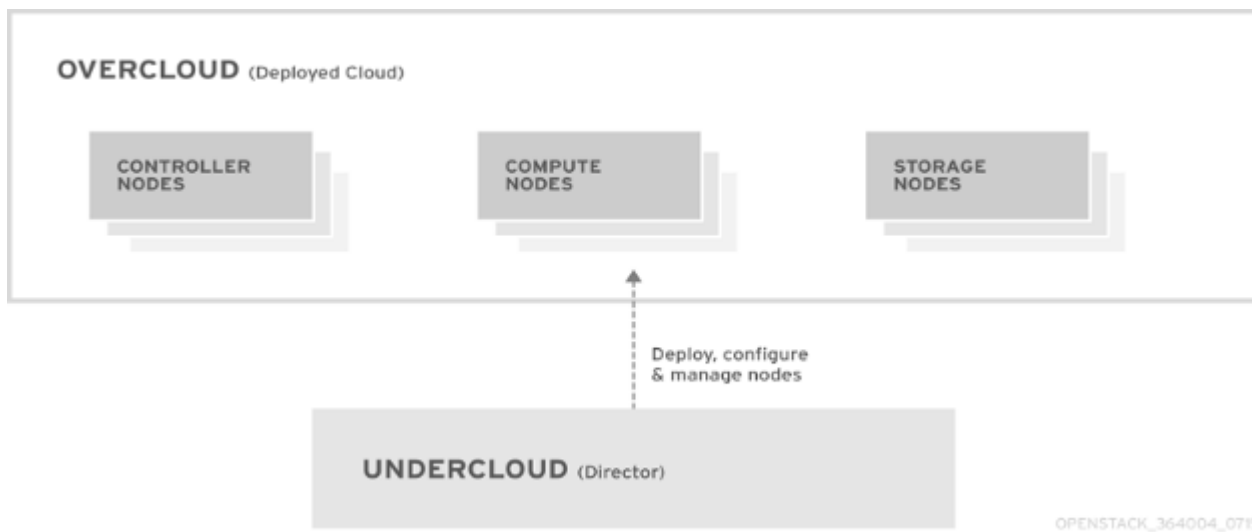 OVERCLOUD (Deployed Cloud)
CONTROLLER
NODES
COMPUTE
NODES
STORAGE
NODES
Deploy, configure
& manage nodes
UNDERCLOUD (Director)